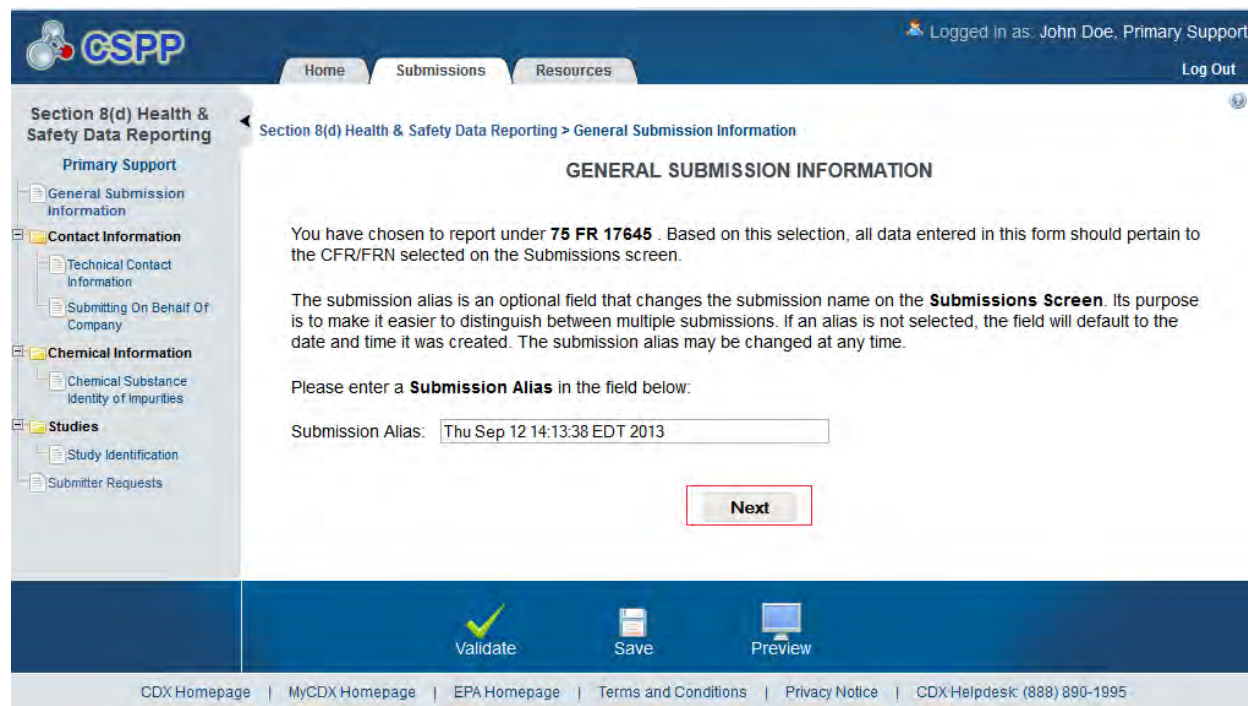 CSPP
Logged in as: John Doe, Primary Support
Home
Submissions
Resources
Log Out
Section 8(d) Health &
Safety Data Reporting
Primary Support
General Submission
Information
Contact Information
Technical Contact
Information
Submitting On Behalf Of
Company
Chemical Information
Chemical Substance
Identity of Impurities
Studies
Study Identification
Submitter Requests
Section 8(d) Health & Safety Data Reporting > General Submission Information
GENERAL SUBMISSION INFORMATION
You have chosen to report under 75 FR 17645 . Based on this selection, all data entered in this form should pertain to
the CFR/FRN selected on the Submissions screen.
The submission alias is an optional field that changes the submission name on the Submissions Screen. Its purpose
is to make it easier to distinguish between multiple submissions. If an alias is not selected, the field will default to the
date and time it was created. The submission alias may be changed at any time.
Please enter a Submission Alias in the field below:
Submission Alias: Thu Sep 12 14:13:38 EDT 2013
Next
Validate
Save
Preview
CDX Homepage | MyCDX Homepage | EPA Homepage | Terms and Conditions | Privacy Notice | CDX Helpdesk: (888) 890-1995